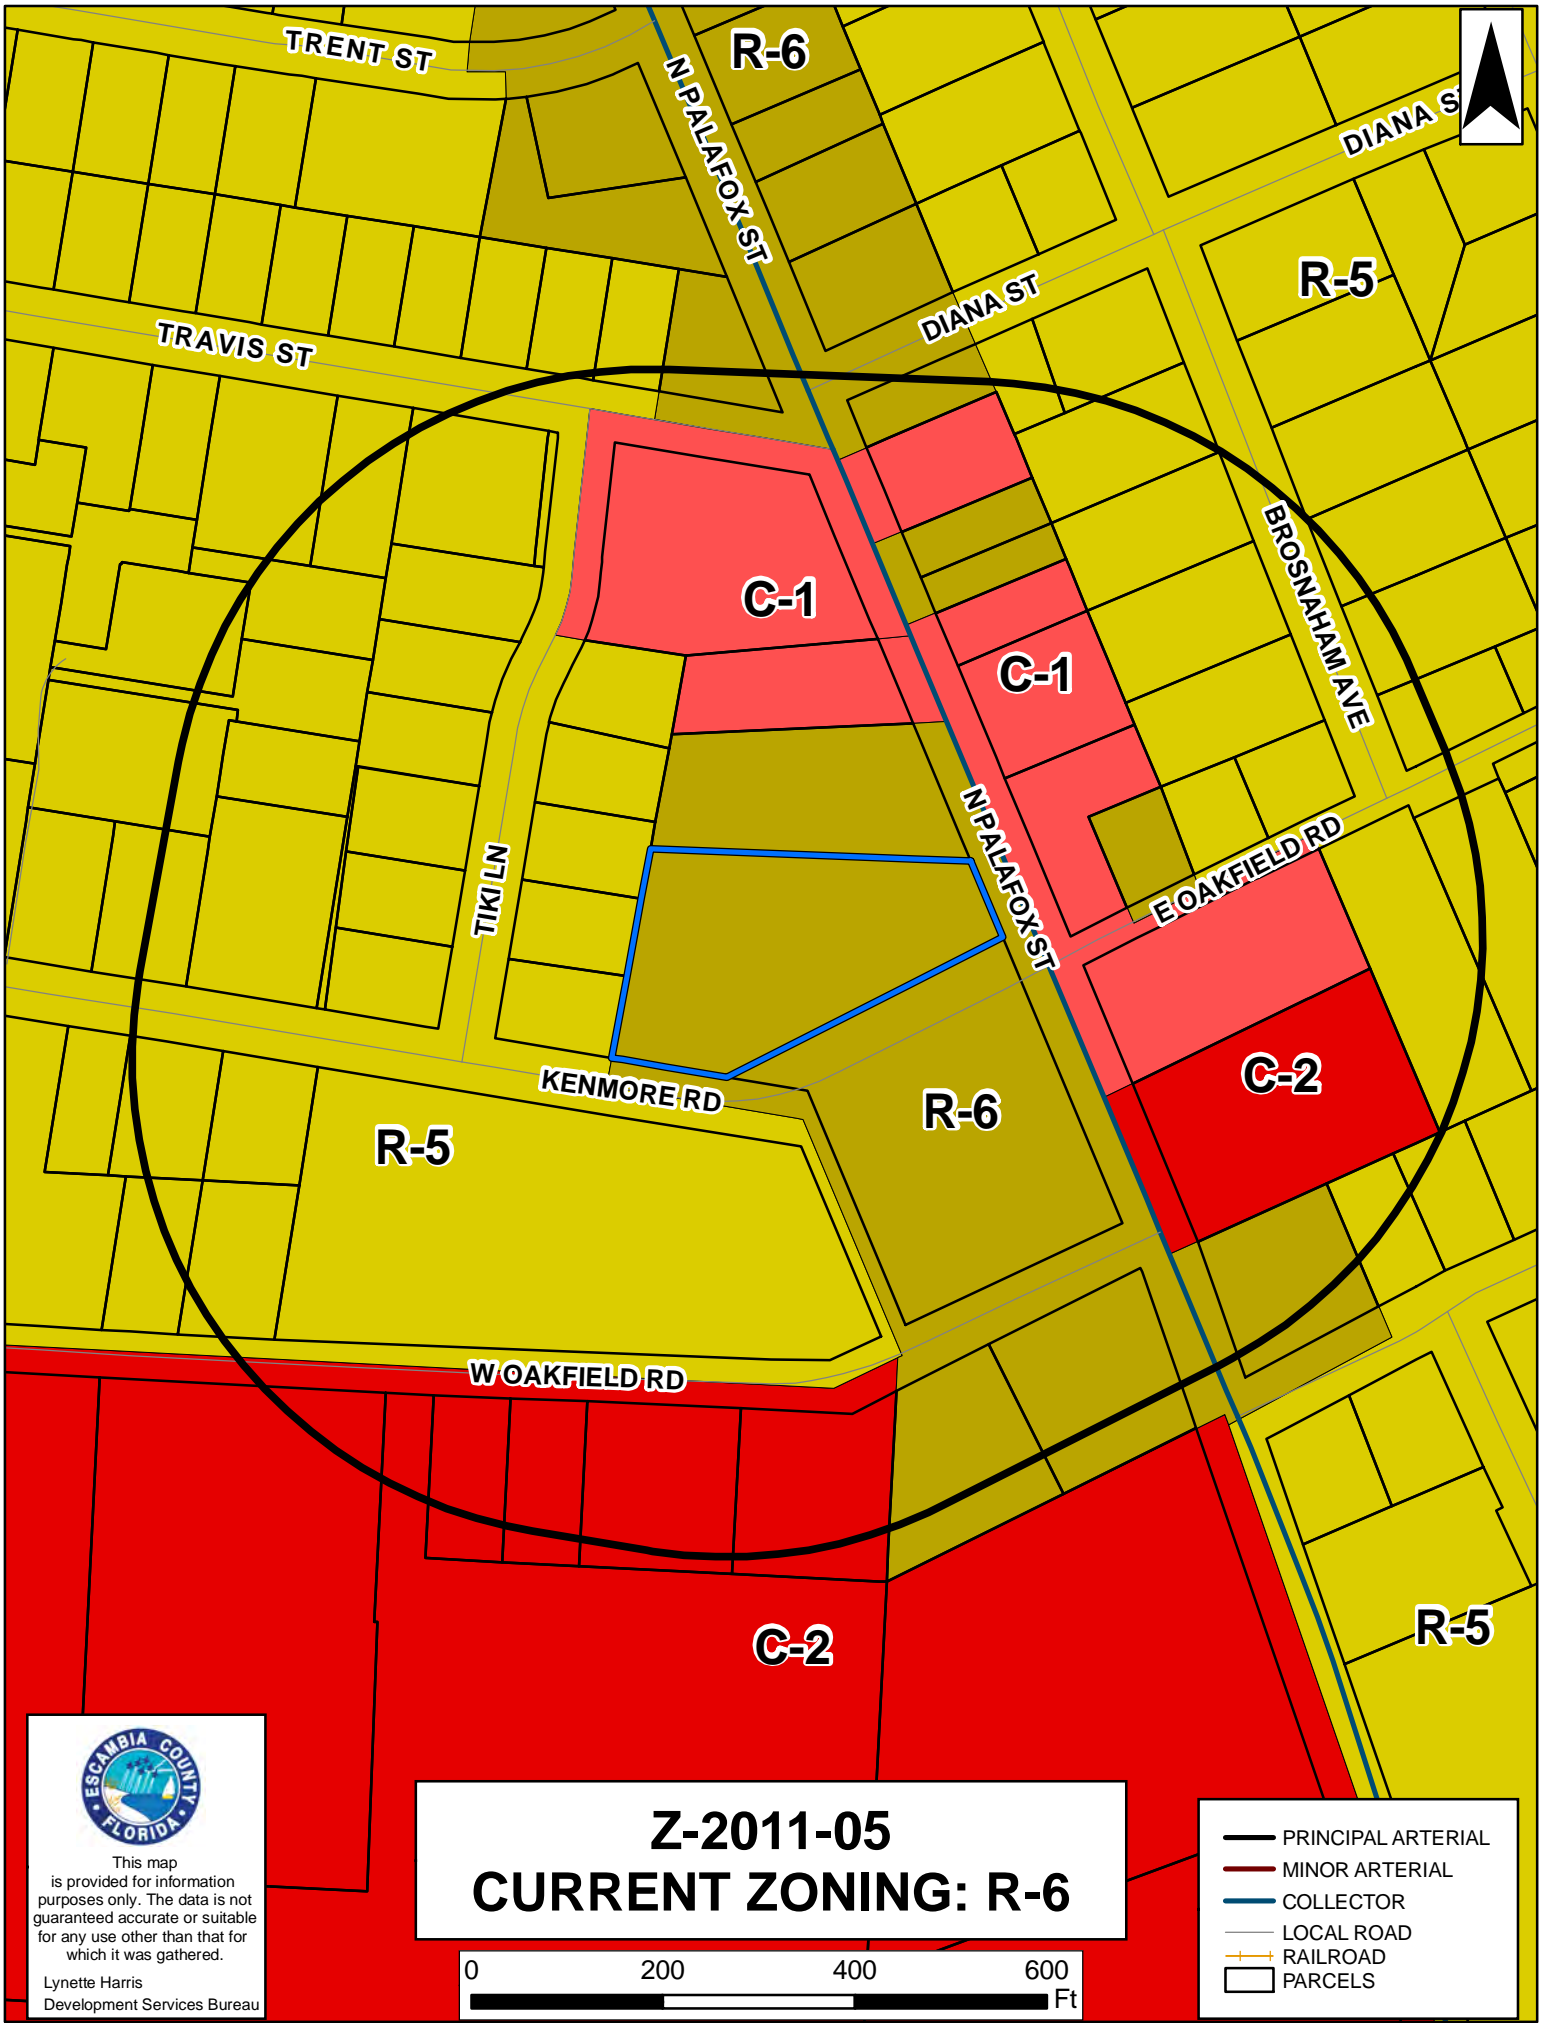 TRENT ST
N PALAFOX ST
R-6
DIANA S
R-5
DIANA ST
TRAVIS ST
C-1
BROSNAHAM AVE
C-1
N PALAFOX ST
TIKI LN
E OAKFIELD RD
C-2
KENMORE RD
R-6
R-5
W OAKFIELD RD
R-5
C-2
ESCAMBIA COUNTY
FLORIDA
This map
is provided for information
purposes only. The data is not
guaranteed accurate or suitable
for any use other than that for
which it was gathered.
Lynette Harris
Development Services Bureau
Z-2011-05
CURRENT ZONING: R-6
0 200 400 600
Ft
PRINCIPAL ARTERIAL
MINOR ARTERIAL
COLLECTOR
LOCAL ROAD
RAILROAD
PARCELS